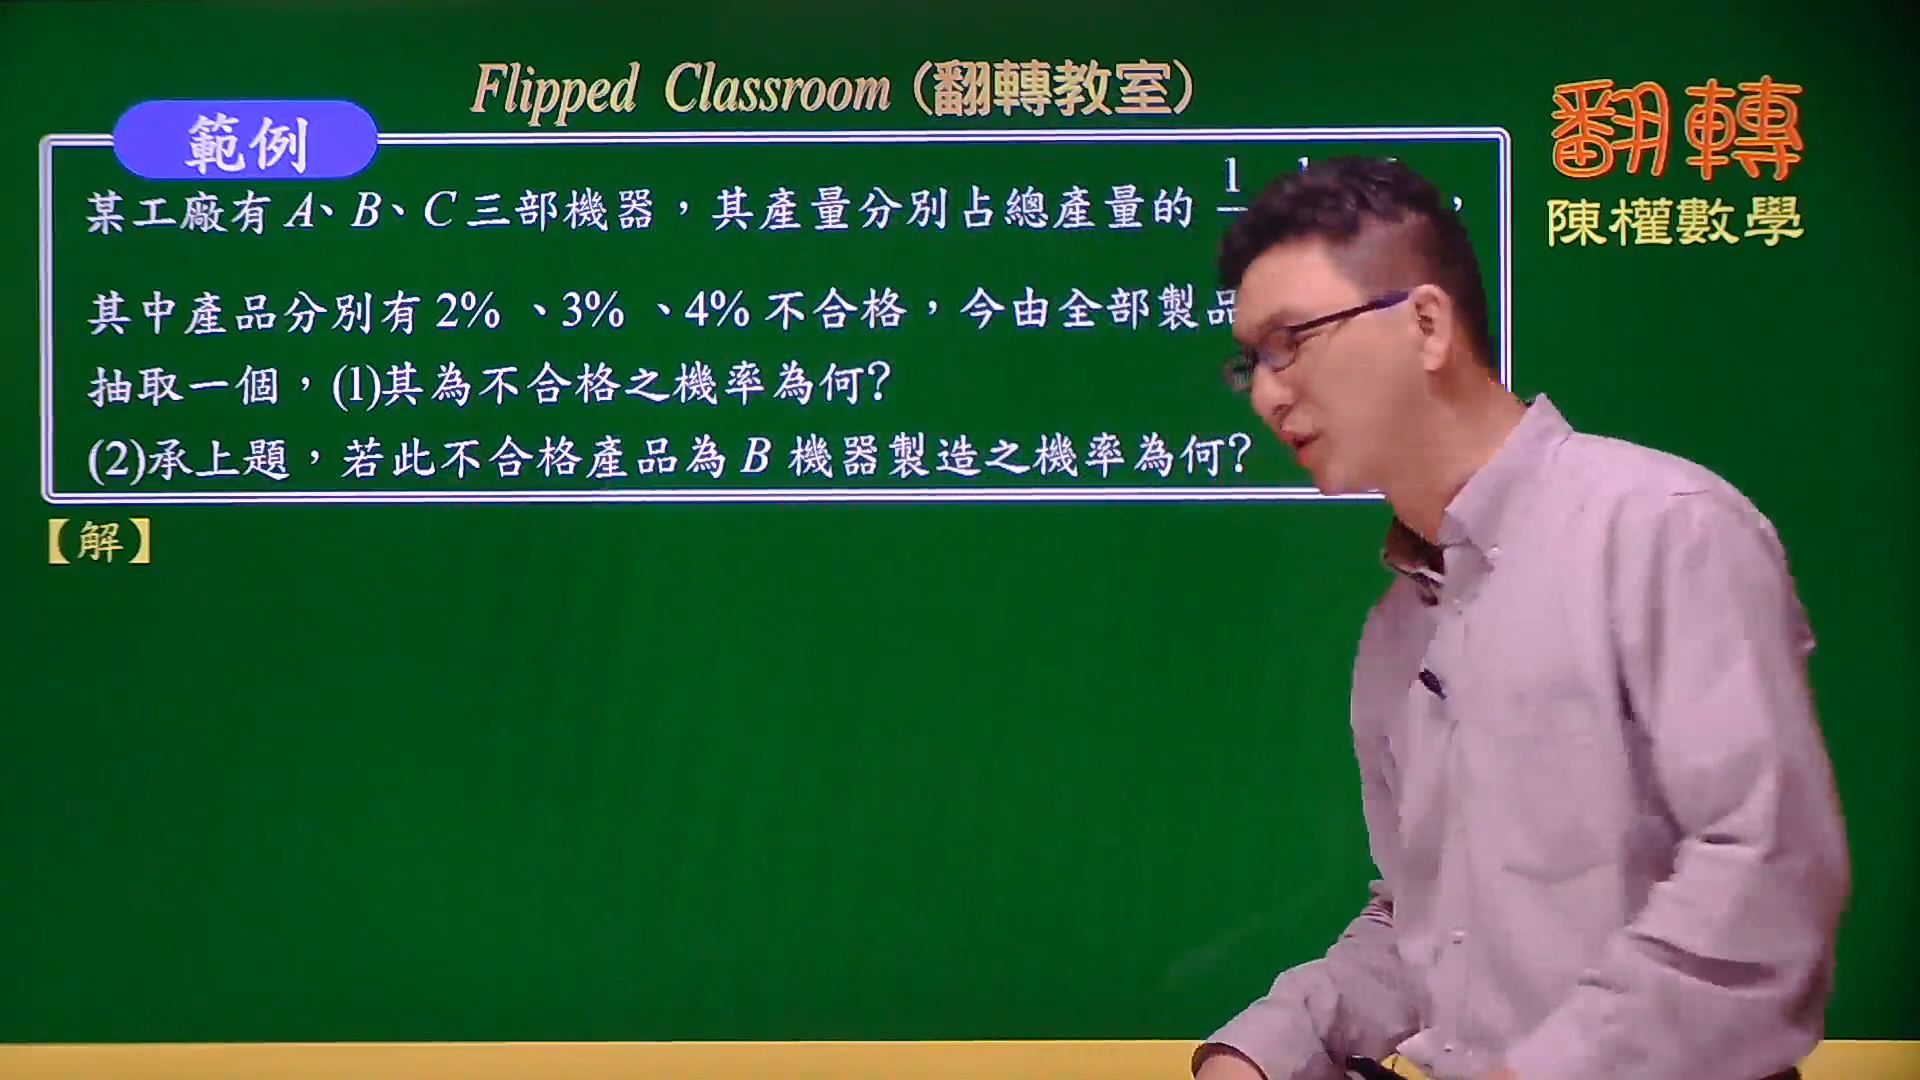 Flipped Classroom (翻轉教室)
翻轉
陳權數學
範例
某工廠有 A、B、C 三部機器，其產量分別占總產量的 1
其中產品分別有 2% 、3% 、4% 不合格，今由全部製品
抽取一個，(1)其為不合格之機率為何?
(2)承上題，若此不合格產品為 B 機器製造之機率為何?
【解】